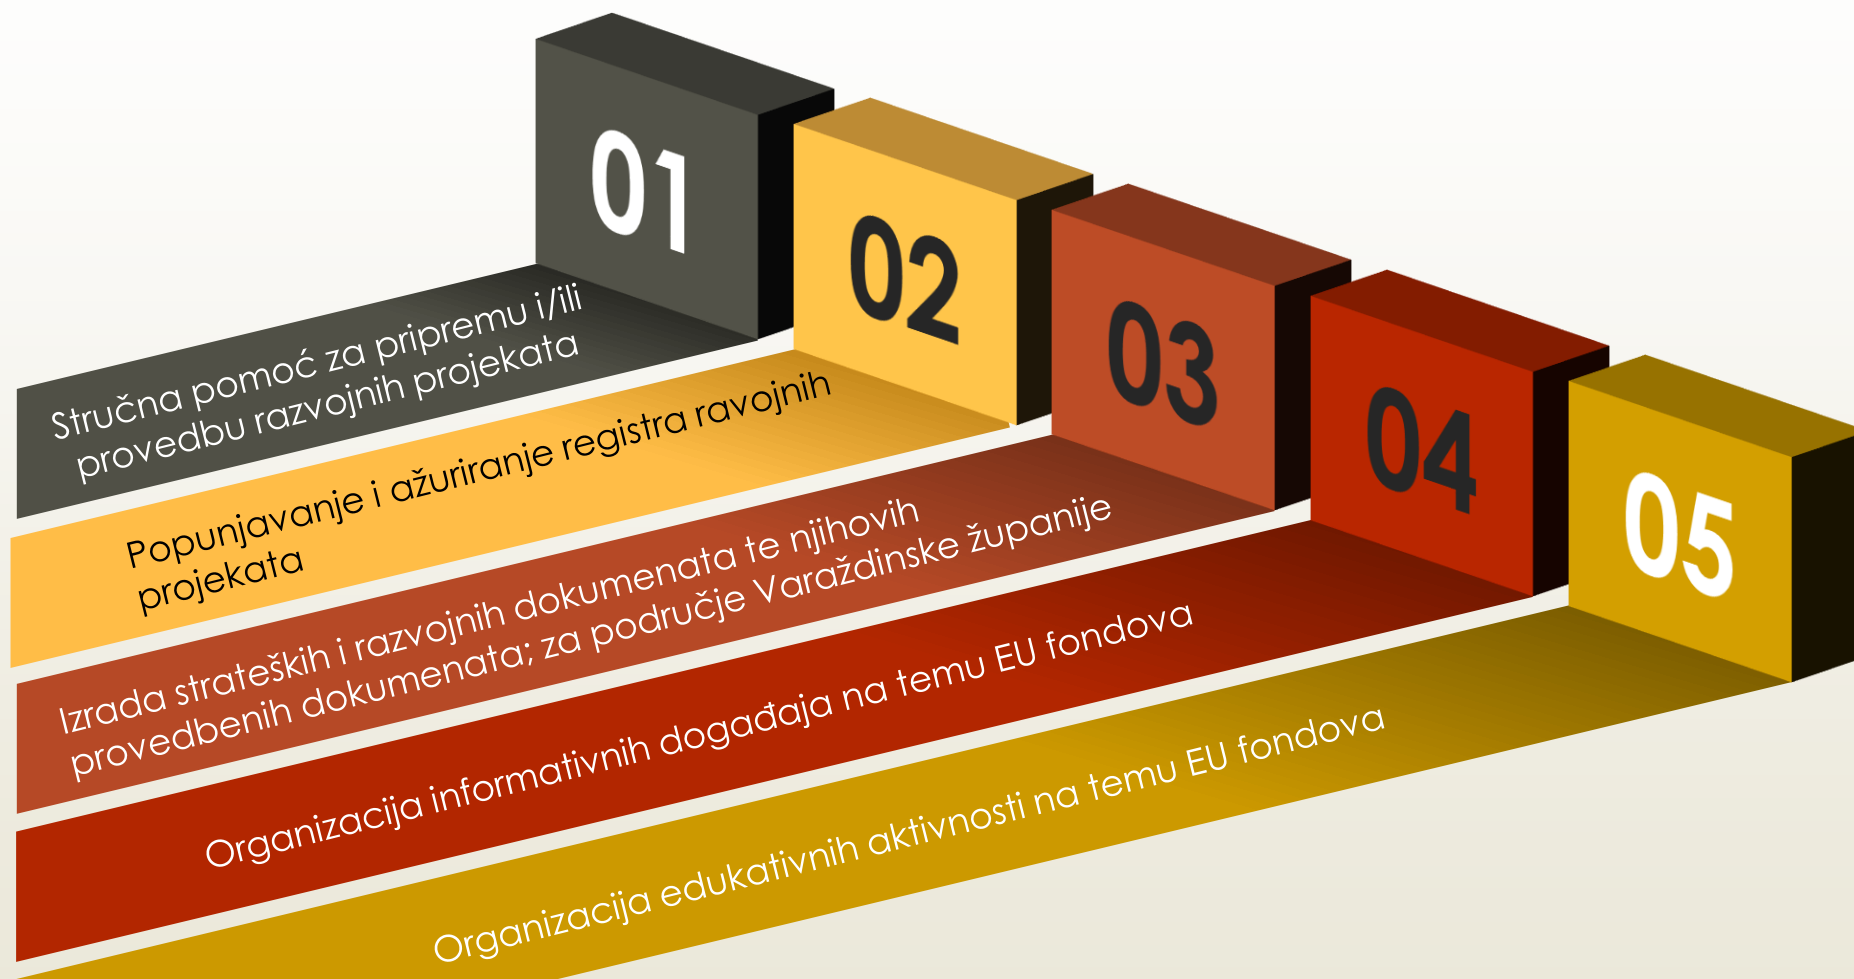 01
Stručna pomoć za pripremu i/ili
provedbu razvojnih projekata
02
Popunjavanje i ažuriranje registra ravojnih
projekata
03
Izrada strateških i razvojnih dokumenata te njihovih
provedbenih dokumenata; za područje Varaždinske županije
04
Organizacija informativnih događaja na temu EU fondova
05
Organizacija edukativnih aktivnosti na temu EU fondova